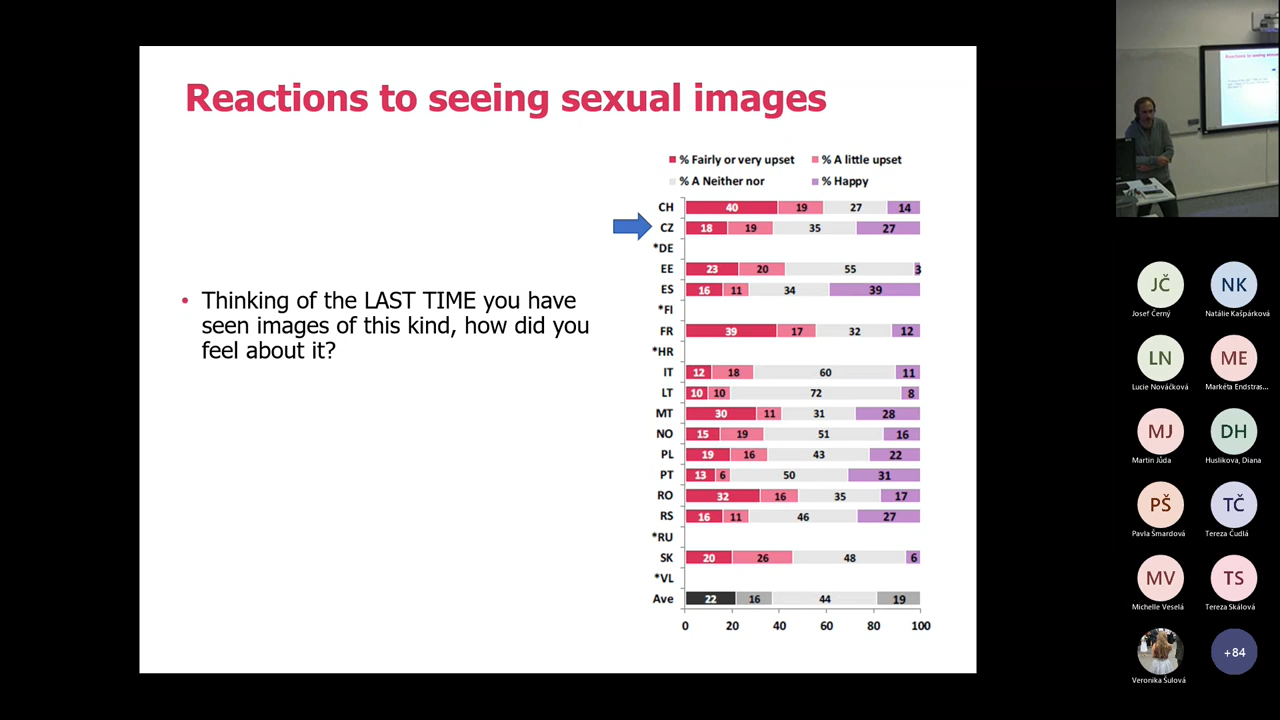 Reactions to seeing sexual images
% Fairly or very upset % A little upset
% A Neither nor % Happy
CH 40 19 27 14
CZ 18 19 35 27
*DE
EE 23 20 55 3
ES 16 11 34 39
*FI
FR 39 17 32 12
*HR
IT 12 18 60 11
LT 10 10 72 8
MT 30 11 31 28
NO 15 19 51 16
PL 19 16 43 22
PT 13 6 50 31
RO 32 16 35 17
RS 16 11 46 27
*RU
SK 20 26 48 6
*VL
Ave 22 16 44 19
0 20 40 60 80 100
• Thinking of the LAST TIME you have
seen images of this kind, how did you
feel about it?
Reactions to seeing
JČ NK
Josef Černý Natálie Kašpárková
LN ME
Lucie Nováčková Markéta Endstras...
MJ DH
Martin Jůda Huslikova, Diana
PŠ TČ
Pavla Šmardová Tereza Čudlá
MV TS
Michelle Veselá Tereza Skálová
+84
Veronika Šulová